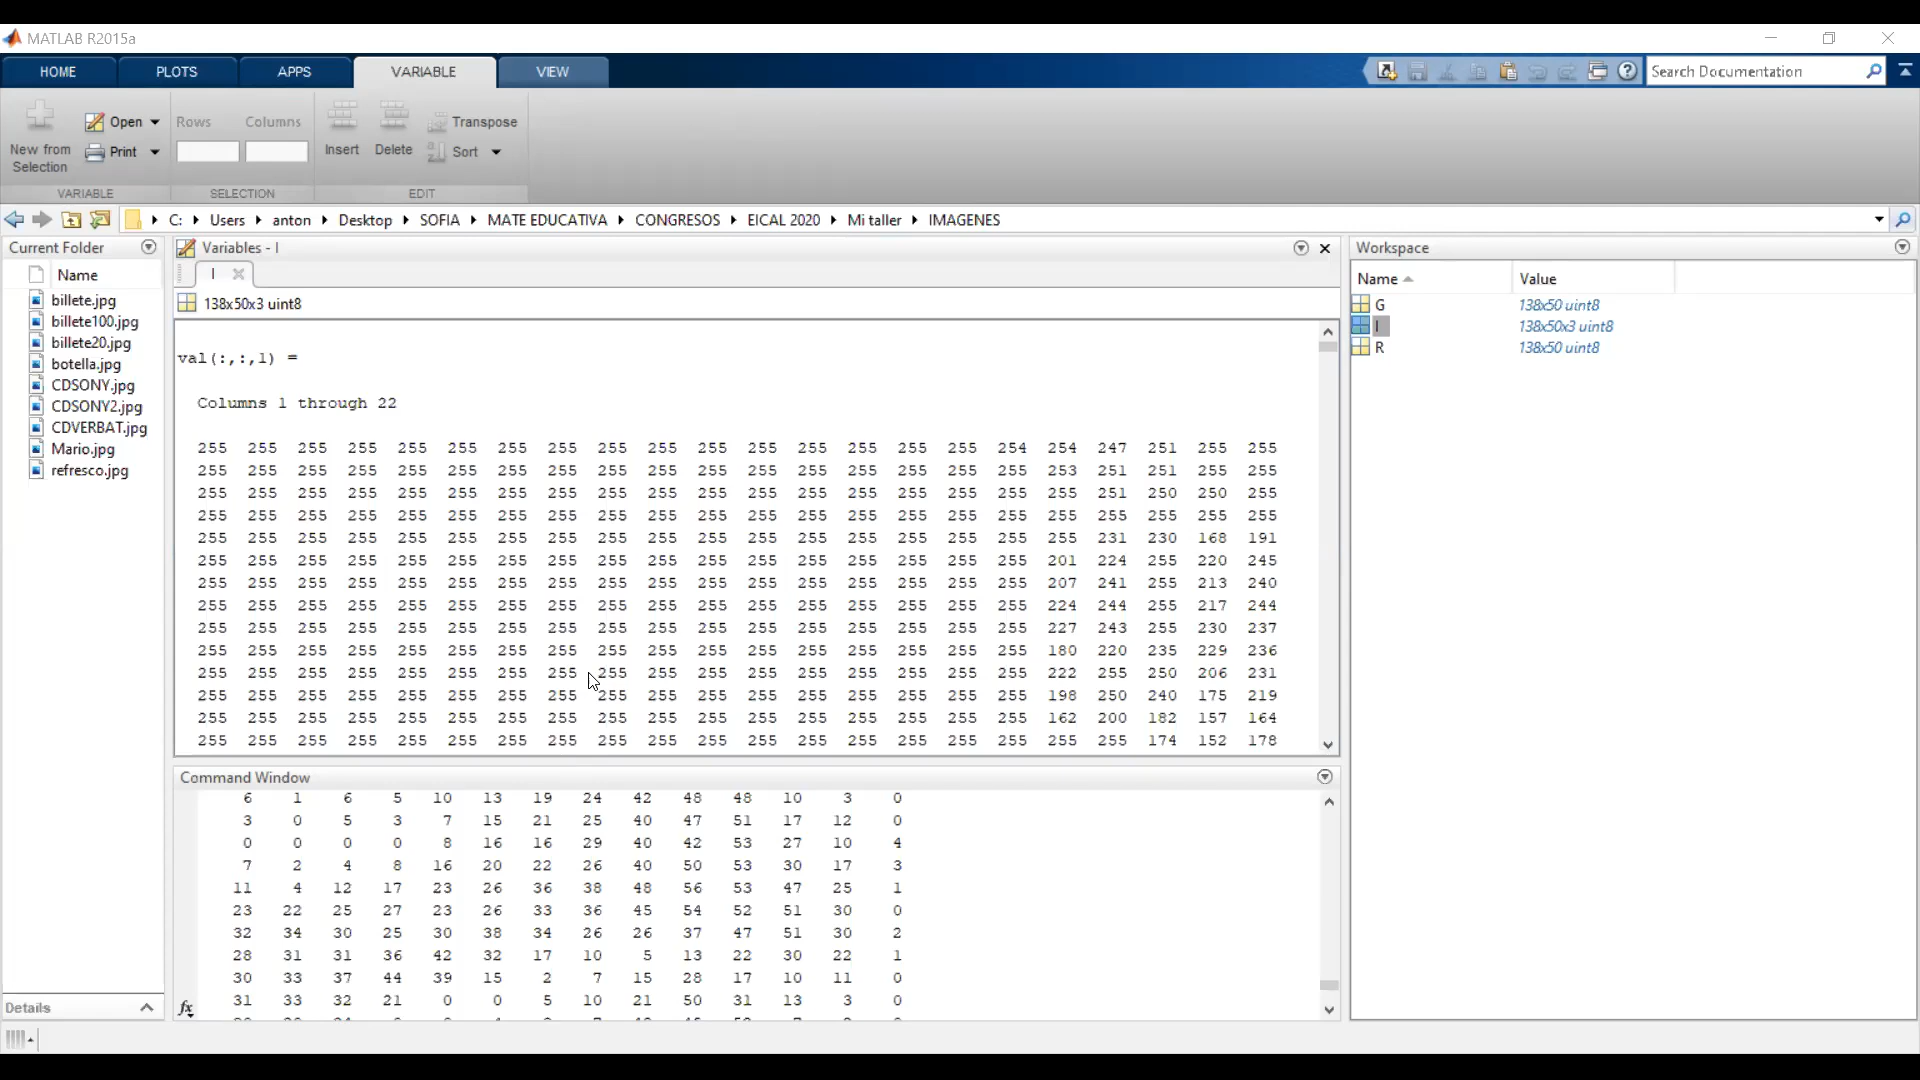 MATLAB R2015a
HOME PLOTS APPS VARIABLE VIEW Search Documentation
New from Selection Open Print Rows Columns Insert Delete Transpose Sort
VARIABLE SELECTION EDIT
C: Users anton Desktop SOFIA MATE EDUCATIVA CONGRESOS EICAL 2020 Mi taller IMAGENES
Current Folder
Name
billete.jpg
billete100.jpg
billete20.jpg
botella.jpg
CDSONY.jpg
CDSONY2.jpg
CDVERBAT.jpg
Mario.jpg
refresco.jpg
Details
Variables - I
I
138x50x3 uint8
val(:,:,1) =
Columns 1 through 22
255 255 255 255 255 255 255 255 255 255 255 255 255 255 255 255 254 254 247 251 255 255
255 255 255 255 255 255 255 255 255 255 255 255 255 255 255 255 255 253 251 251 255 255
255 255 255 255 255 255 255 255 255 255 255 255 255 255 255 255 255 255 251 250 250 255
255 255 255 255 255 255 255 255 255 255 255 255 255 255 255 255 255 255 255 255 255 255
255 255 255 255 255 255 255 255 255 255 255 255 255 255 255 255 255 255 231 230 168 191
255 255 255 255 255 255 255 255 255 255 255 255 255 255 255 255 255 201 224 255 220 245
255 255 255 255 255 255 255 255 255 255 255 255 255 255 255 255 255 207 241 255 213 240
255 255 255 255 255 255 255 255 255 255 255 255 255 255 255 255 255 224 244 255 217 244
255 255 255 255 255 255 255 255 255 255 255 255 255 255 255 255 255 227 243 255 230 237
255 255 255 255 255 255 255 255 255 255 255 255 255 255 255 255 255 180 220 235 229 236
255 255 255 255 255 255 255 255 255 255 255 255 255 255 255 255 255 222 255 250 206 231
255 255 255 255 255 255 255 255 255 255 255 255 255 255 255 255 255 198 250 240 175 219
255 255 255 255 255 255 255 255 255 255 255 255 255 255 255 255 255 162 200 182 157 164
255 255 255 255 255 255 255 255 255 255 255 255 255 255 255 255 255 255 255 174 152 178
Command Window
6 1 6 5 10 13 19 24 42 48 48 10 3 0
3 0 5 3 7 15 21 25 40 47 51 17 12 0
0 0 0 0 8 16 16 29 40 42 53 27 10 4
7 2 4 8 16 20 22 26 40 50 53 30 17 3
11 4 12 17 23 26 36 38 48 56 53 47 25 1
23 22 25 27 23 26 33 36 45 54 52 51 30 0
32 34 30 25 30 38 34 26 26 37 47 51 30 2
28 31 31 36 42 32 17 10 5 13 22 30 22 1
30 33 37 44 39 15 2 7 15 28 17 10 11 0
31 33 32 21 0 0 5 10 21 50 31 13 3 0
fx
Workspace
Name Value
G 138x50 uint8
I 138x50x3 uint8
R 138x50 uint8